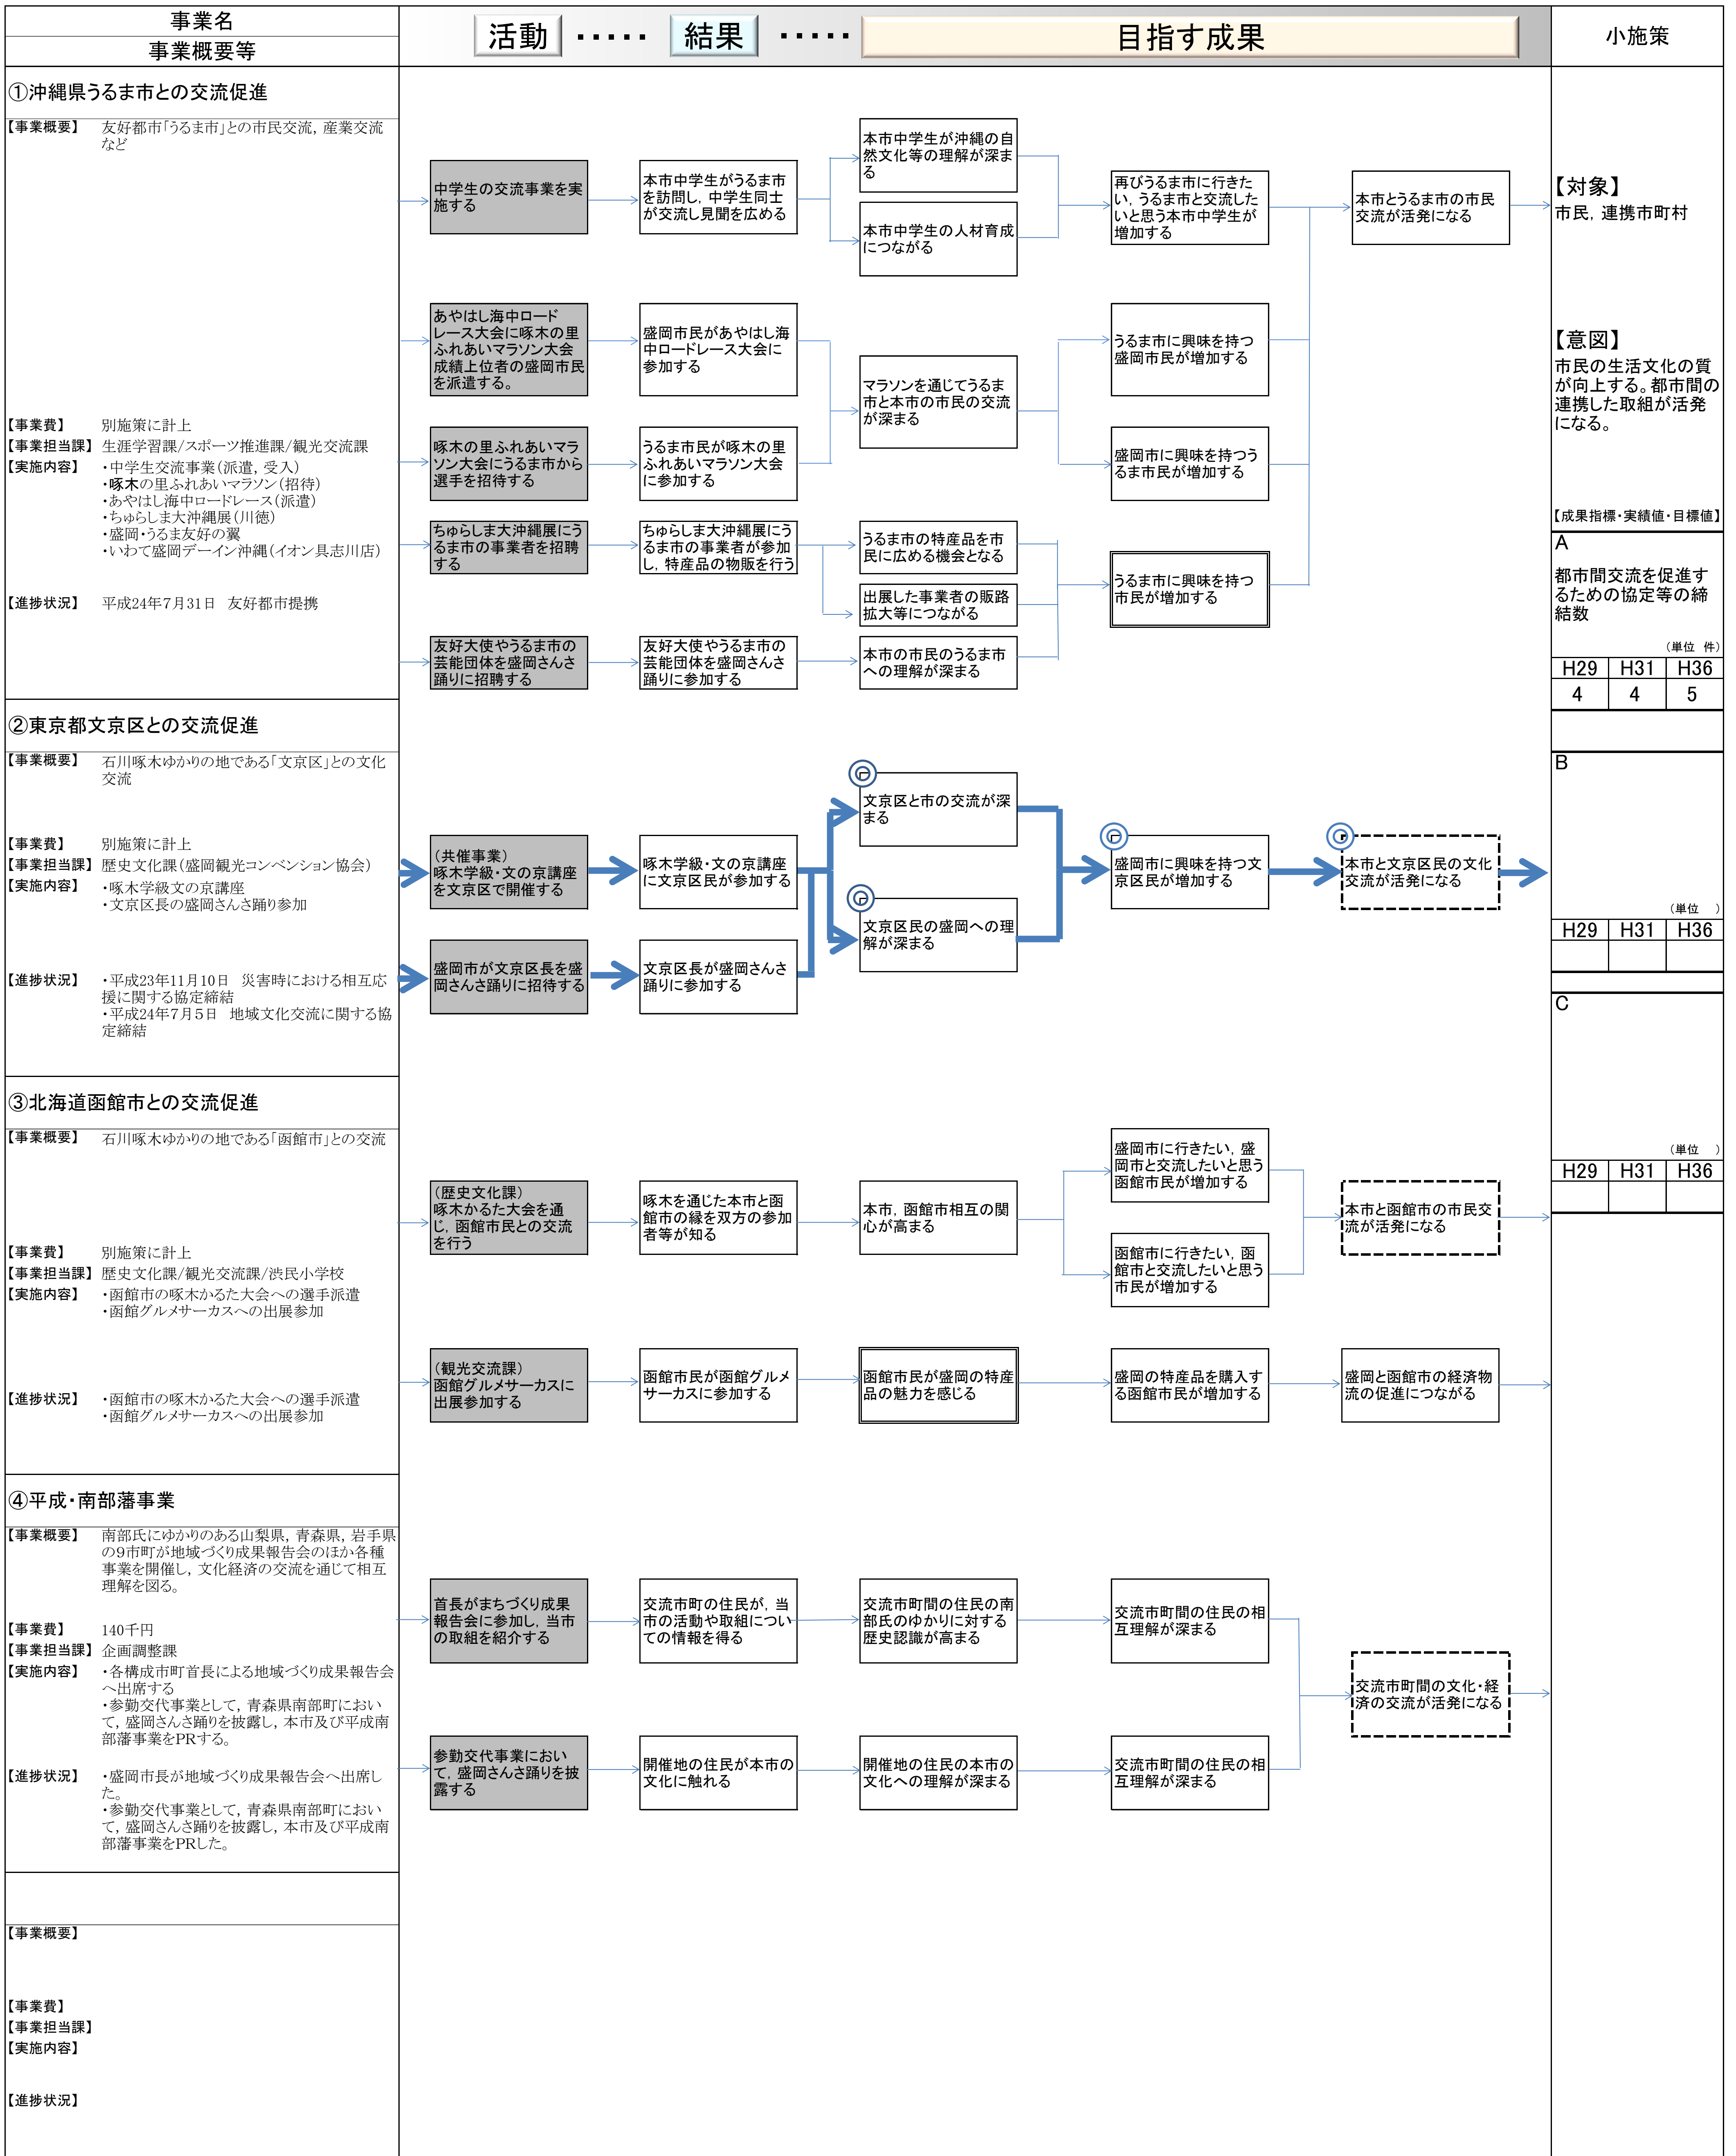 事業名
事業概要等
活動
・・・・・
結果
・・・・・
目指す成果
小施策
①沖縄県うるま市との交流促進
【事業概要】 友好都市「うるま市」との市民交流，産業交流
など
【事業費】 別施策に計上
【事業担当課】 生涯学習課/スポーツ推進課/観光交流課
【実施内容】 ・中学生交流事業（派遣，受入）
・啄木の里ふれあいマラソン（招待）
・あやはし海中ロードレース（派遣）
・ちゅらしま大沖縄展（川徳）
・盛岡・うるま友好の翼
・いわて盛岡デーイン沖縄（イオン具志川店）
【進捗状況】 平成24年7月31日 友好都市提携
中学生の交流事業を実
施する
本市中学生がうるま市
を訪問し，中学生同士
が交流し見聞を広める
本市中学生が沖縄の自
然文化等の理解が深ま
る
本市中学生の人材育成
につながる
再びうるま市に行きた
い，うるま市と交流した
いと思う本市中学生が
増加する
本市とうるま市の市民
交流が活発になる
あやはし海中ロード
レース大会に啄木の里
ふれあいマラソン大会
成績上位者の盛岡市民
を派遣する。
盛岡市民があやはし海
中ロードレース大会に
参加する
マラソンを通じてうるま
市と本市の市民の交流
が深まる
うるま市に興味を持つ
盛岡市民が増加する
啄木の里ふれあいマラ
ソン大会にうるま市から
選手を招待する
うるま市民が啄木の里
ふれあいマラソン大会
に参加する
盛岡市に興味を持つう
るま市民が増加する
ちゅらしま大沖縄展にう
るま市の事業者を招聘
する
ちゅらしま大沖縄展にう
るま市の事業者が参加
し，特産品の物販を行う
うるま市の特産品を市
民に広める機会となる
出展した事業者の販路
拡大等につながる
うるま市に興味を持つ
市民が増加する
友好大使やうるま市の
芸能団体を盛岡さんさ
踊りに招聘する
友好大使やうるま市の
芸能団体を盛岡さんさ
踊りに参加する
本市の市民のうるま市
への理解が深まる
②東京都文京区との交流促進
【事業概要】 石川啄木ゆかりの地である「文京区」との文化
交流
【事業費】 別施策に計上
【事業担当課】 歴史文化課（盛岡観光コンベンション協会）
【実施内容】 ・啄木学級文の京講座
・文京区長の盛岡さんさ踊り参加
【進捗状況】 ・平成23年11月10日 災害時における相互応
援に関する協定締結
・平成24年7月5日 地域文化交流に関する協
定締結
（共催事業）
啄木学級・文の京講座
を文京区で開催する
啄木学級・文の京講座
に文京区民が参加する
◎
文京区と市の交流が深
まる
◎
文京区民の盛岡への理
解が深まる
◎
盛岡市に興味を持つ文
京区民が増加する
◎
本市と文京区民の文化
交流が活発になる
盛岡市が文京区長を盛
岡さんさ踊りに招待する
文京区長が盛岡さんさ
踊りに参加する
③北海道函館市との交流促進
【事業概要】 石川啄木ゆかりの地である「函館市」との交流
【事業費】 別施策に計上
【事業担当課】 歴史文化課/観光交流課/渋民小学校
【実施内容】 ・函館市の啄木かるた大会への選手派遣
・函館グルメサーカスへの出展参加
【進捗状況】 ・函館市の啄木かるた大会への選手派遣
・函館グルメサーカスへの出展参加
（歴史文化課）
啄木かるた大会を通
じ，函館市民との交流
を行う
啄木を通じた本市と函
館市の縁を双方の参加
者等が知る
本市，函館市相互の関
心が高まる
盛岡市に行きたい，盛
岡市と交流したいと思う
函館市民が増加する
函館市に行きたい，函
館市と交流したいと思う
市民が増加する
本市と函館市の市民交
流が活発になる
（観光交流課）
函館グルメサーカスに
出展参加する
函館市民が函館グルメ
サーカスに参加する
函館市民が盛岡の特産
品の魅力を感じる
盛岡の特産品を購入す
る函館市民が増加する
盛岡と函館市の経済物
流の促進につながる
④平成・南部藩事業
【事業概要】 南部氏にゆかりのある山梨県，青森県，岩手県
の9市町が地域づくり成果報告会のほか各種
事業を開催し，文化経済の交流を通じて相互
理解を図る。
【事業費】 140千円
【事業担当課】 企画調整課
【実施内容】 ・各構成市町首長による地域づくり成果報告会
へ出席する
・参勤交代事業として，青森県南部町におい
て，盛岡さんさ踊りを披露し，本市及び平成南
部藩事業をPRする。
【進捗状況】 ・盛岡市長が地域づくり成果報告会へ出席し
た。
・参勤交代事業として，青森県南部町におい
て，盛岡さんさ踊りを披露し，本市及び平成南
部藩事業をPRした。
首長がまちづくり成果
報告会に参加し，当市
の取組を紹介する
交流市町の住民が，当
市の活動や取組につい
ての情報を得る
交流市町間の住民の南
部氏のゆかりに対する
歴史認識が高まる
交流市町間の住民の相
互理解が深まる
交流市町間の文化・経
済の交流が活発になる
参勤交代事業におい
て，盛岡さんさ踊りを披
露する
開催地の住民が本市の
文化に触れる
開催地の住民の本市の
文化への理解が深まる
交流市町間の住民の相
互理解が深まる
【事業概要】
【事業費】
【事業担当課】
【実施内容】
【進捗状況】
【対象】
市民，連携市町村
【意図】
市民の生活文化の質
が向上する。都市間の
連携した取組が活発
になる。
【成果指標・実績値・目標値】
A
都市間交流を促進す
るための協定等の締
結数
（単位 件）
H29 H31 H36
4 4 5
B
（単位 ）
H29 H31 H36
C
（単位 ）
H29 H31 H36